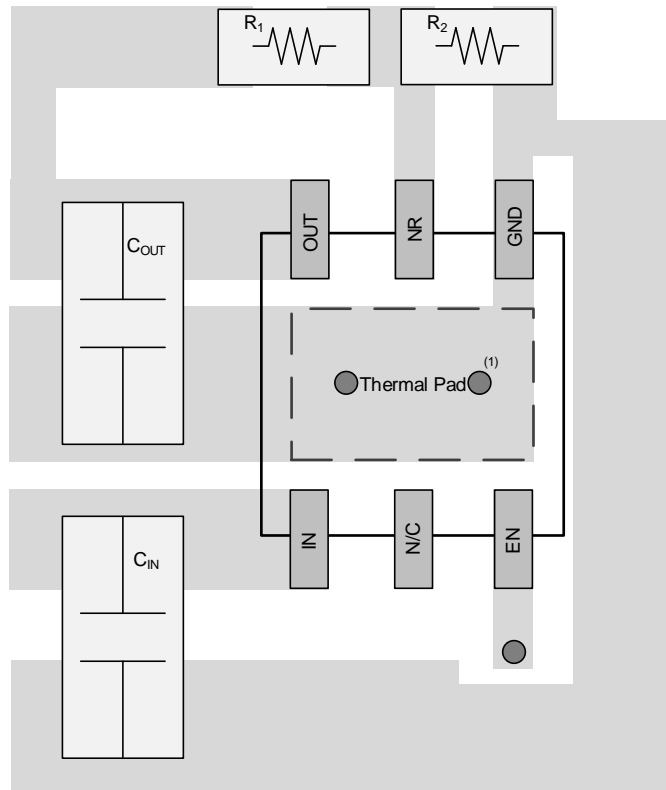 R1
R2
OUT
NR
GND
COUT
Thermal Pad (1)
IN
N/C
EN
CIN